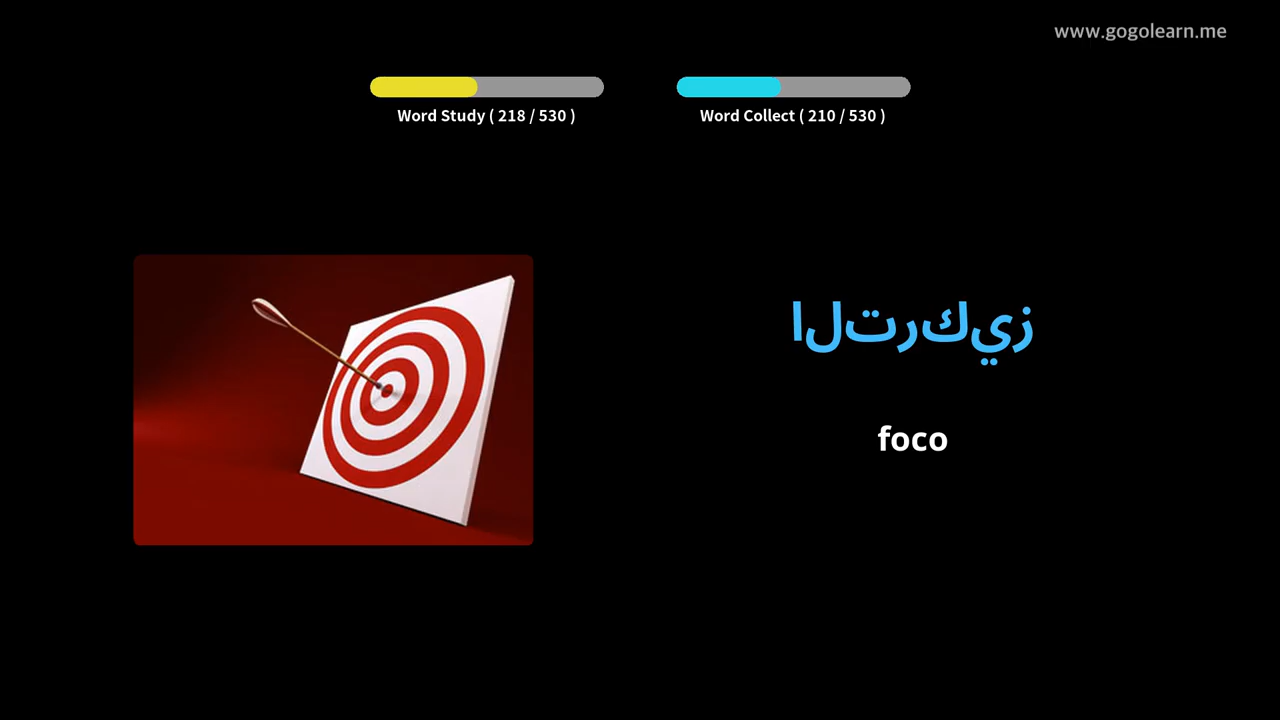 www.gogolearn.me
Word Study ( 218 / 530 )
Word Collect ( 210 / 530 )
التركيز
foco